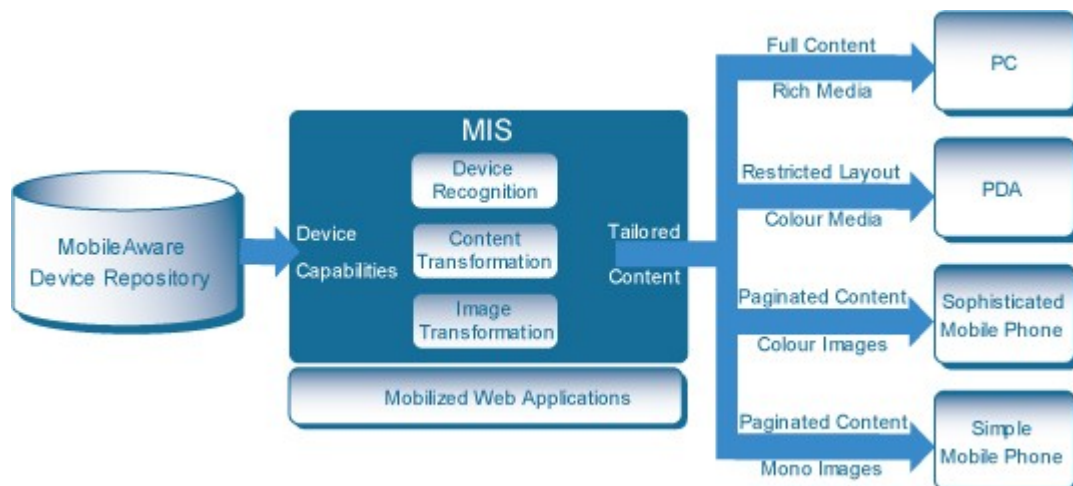 MobileAware
Device Repository
MIS
Device
Recognition
Content
Transformation
Image
Transformation
Device
Capabilities
Tailored
Content
Mobilized Web Applications
Full Content
Rich Media
PC
Restricted Layout
Colour Media
PDA
Paginated Content
Colour Images
Sophisticated
Mobile Phone
Paginated Content
Mono Images
Simple
Mobile Phone